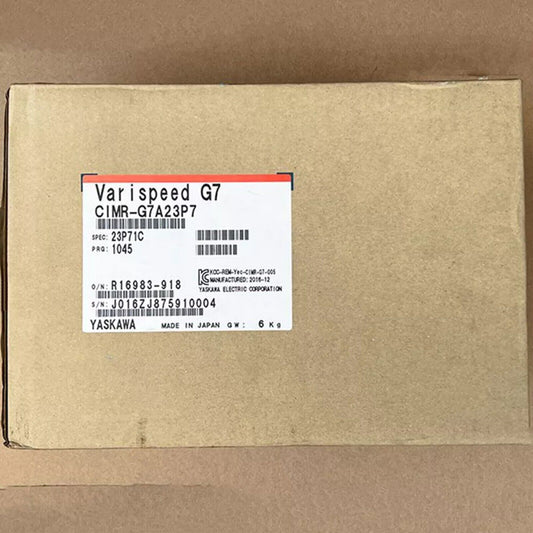 Varispeed G7
CIMR-G7A23P7
SPEC: 23P71C
PRG: 1045
KCC-REM-Yec-CIMR-G7-005
MANUFACTURED: 2016-12
O/N: R16983-918 YASKAWA ELECTRIC CORPORATION
S/N: J016ZJ875910004
YASKAWA MADE IN JAPAN GW: 6 Kg